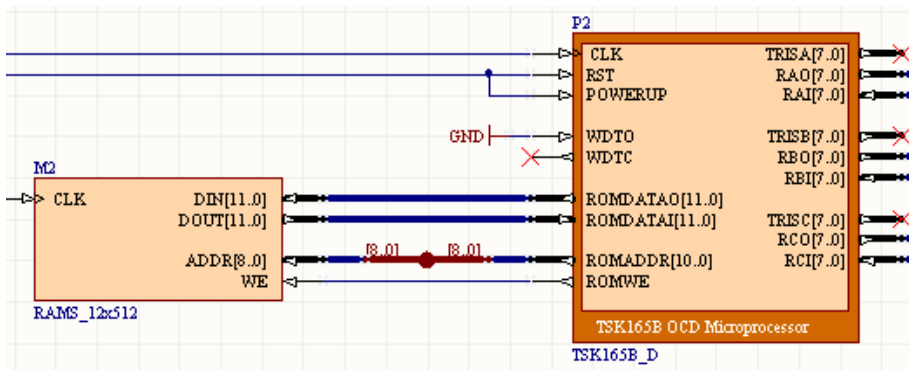 P2
CLK
TRISA[7..0]
RST
RAO[7..0]
POWERUP
RAI[7..0]
GND
WDTO
TRISB[7..0]
WDTC
RBO[7..0]
RBI[7..0]
M2
CLK
DIN[11..0]
ROMDATAO[11..0]
DOUT[11..0]
ROMDATAI[11..0]
TRISC[7..0]
RCO[7..0]
ADDR[8..0]
[8..0]
[8..0]
ROMADDR[10..0]
RCI[7..0]
WE
ROMWE
RAMS_12x512
TSK165B OCD Microprocessor
TSK165B_D